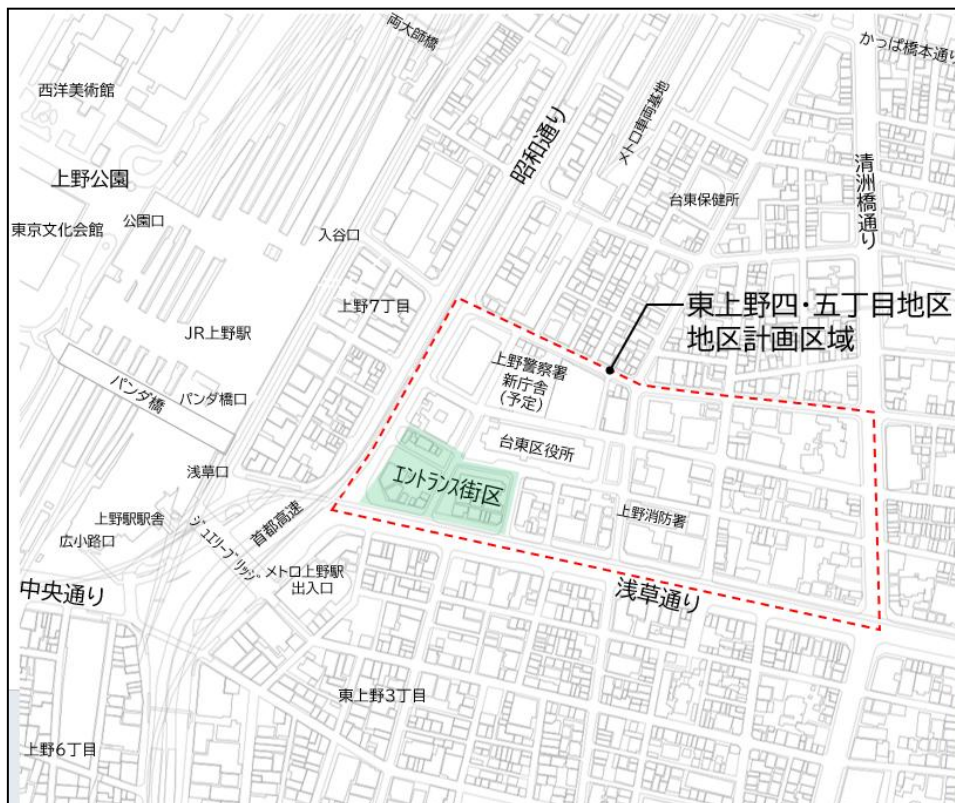 両大師橋
かっぱ橋本通り
西洋美術館
昭和通り
メトロ車両基地
清洲橋通り
上野公園
台東保健所
公園口
東京文化会館
入谷口
上野7丁目
東上野四・五丁目地区
地区計画区域
JR上野駅
上野警察署
新庁舎
(予定)
パンダ橋
パンダ橋口
台東区役所
浅草口
エントランス街区
上野消防署
上野駅駅舎
広小路口
ジュエリーブリッジ
首都高速
メトロ上野駅
出入口
中央通り
浅草通り
東上野3丁目
上野6丁目